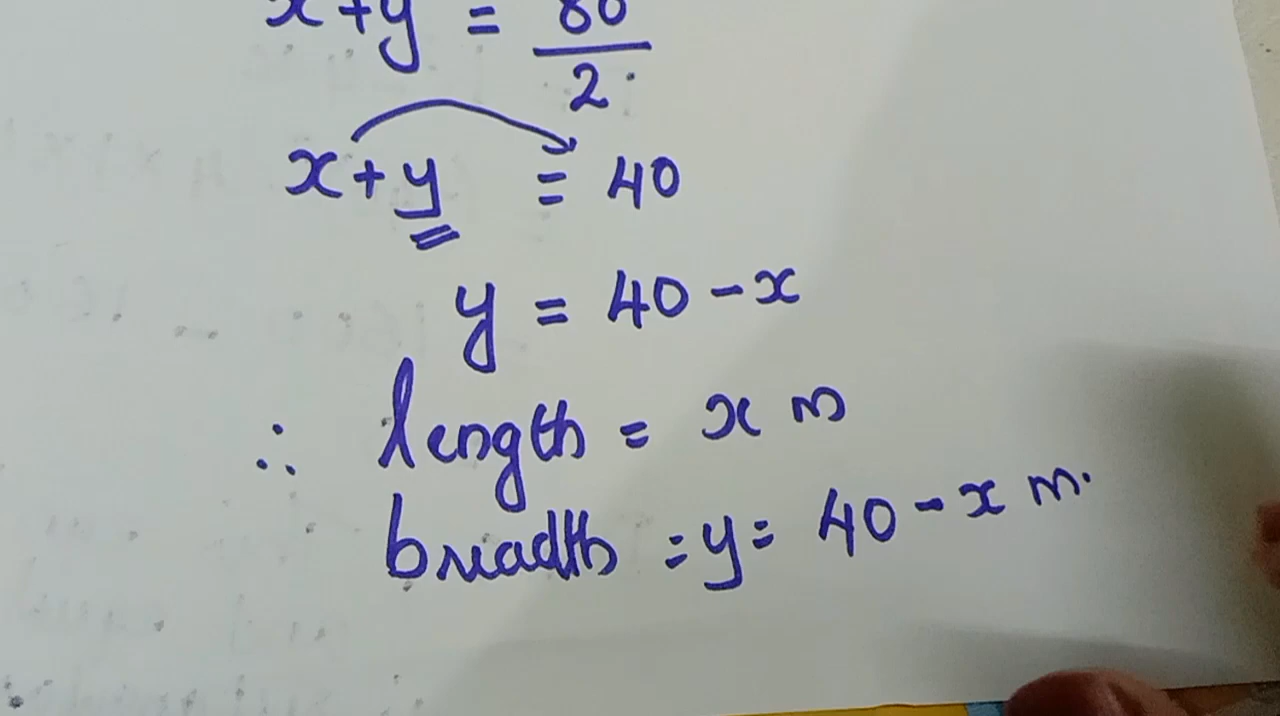 x+y = 80/2
x+y = 40
y = 40-x
∴ length = x m
breadth = y = 40-x m.